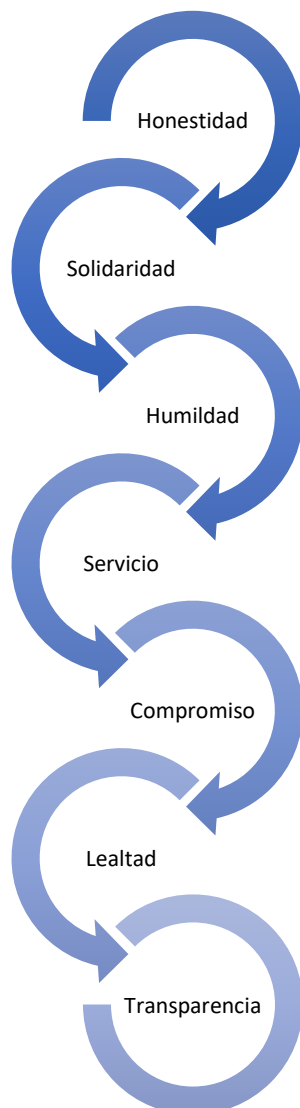 Honestidad
Solidaridad
Humildad
Servicio
Compromiso
Lealtad
Transparencia